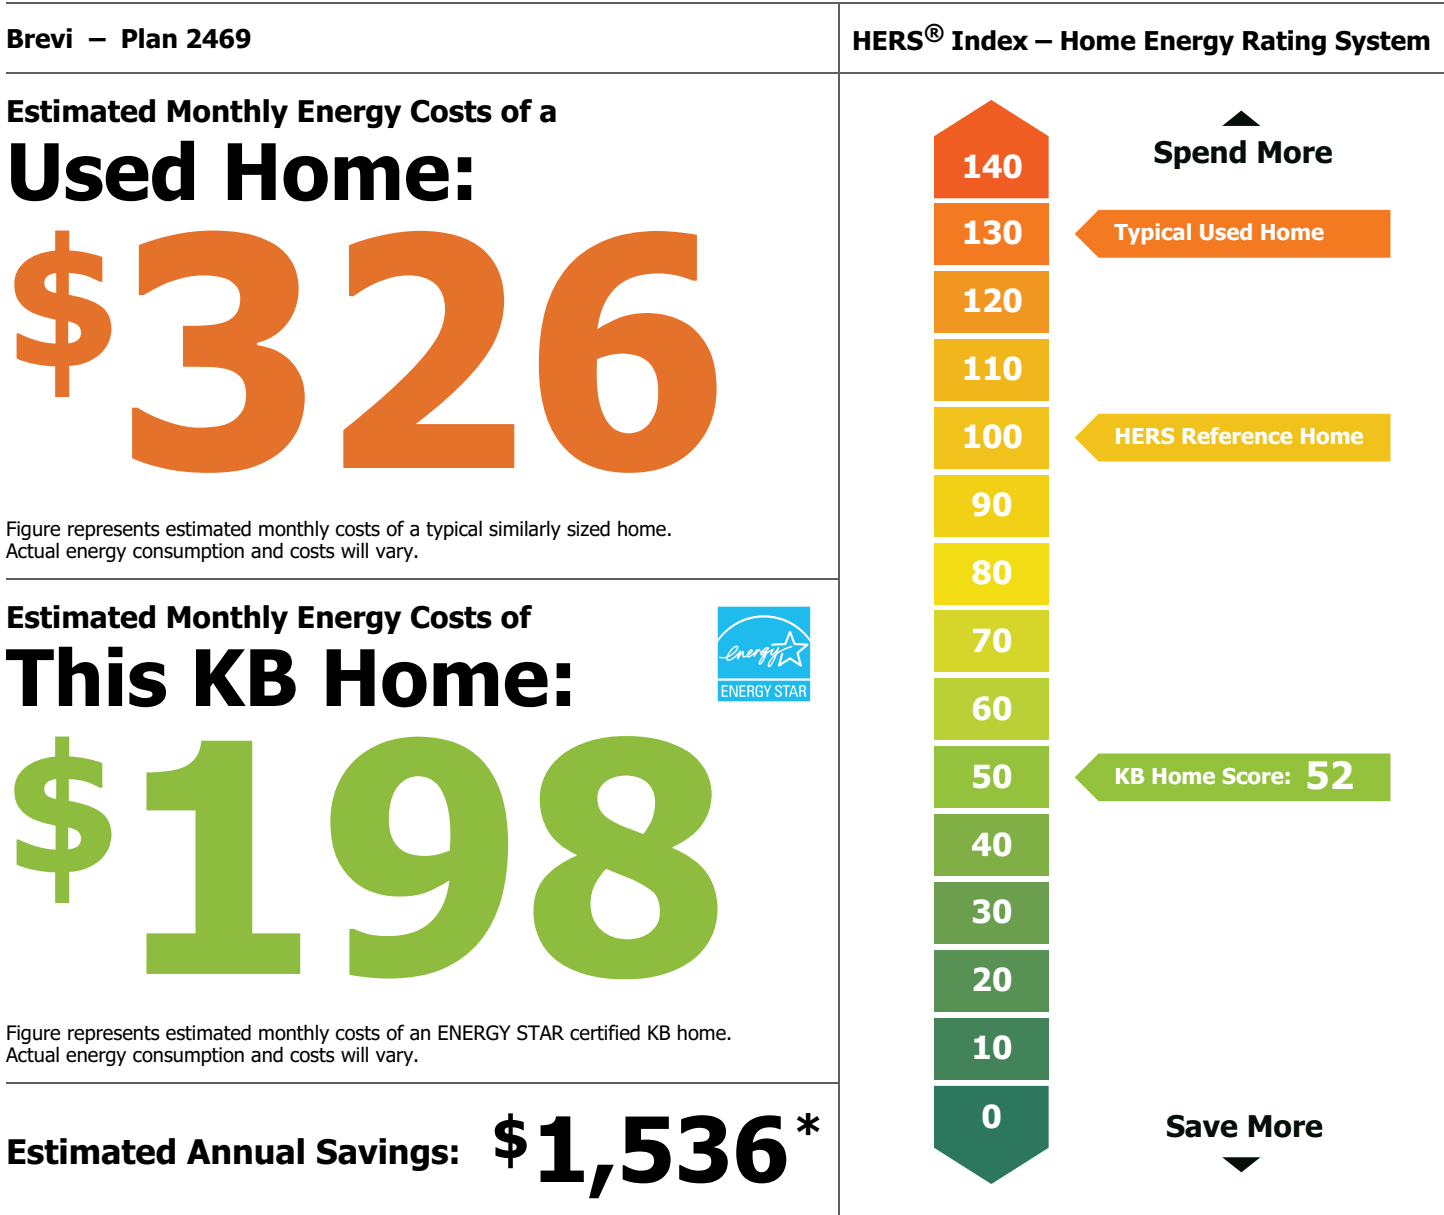 Brevi – Plan 2469
Estimated Monthly Energy Costs of a
Used Home:
$326
Figure represents estimated monthly costs of a typical similarly sized home.
Actual energy consumption and costs will vary.
Estimated Monthly Energy Costs of
This KB Home:
energy
ENERGY STAR
$198
Figure represents estimated monthly costs of an ENERGY STAR certified KB home.
Actual energy consumption and costs will vary.
Estimated Annual Savings: $1,536*
HERS® Index – Home Energy Rating System
Spend More
140
130 Typical Used Home
120
110
100 HERS Reference Home
90
80
70
60
50 KB Home Score: 52
40
30
20
10
0
Save More